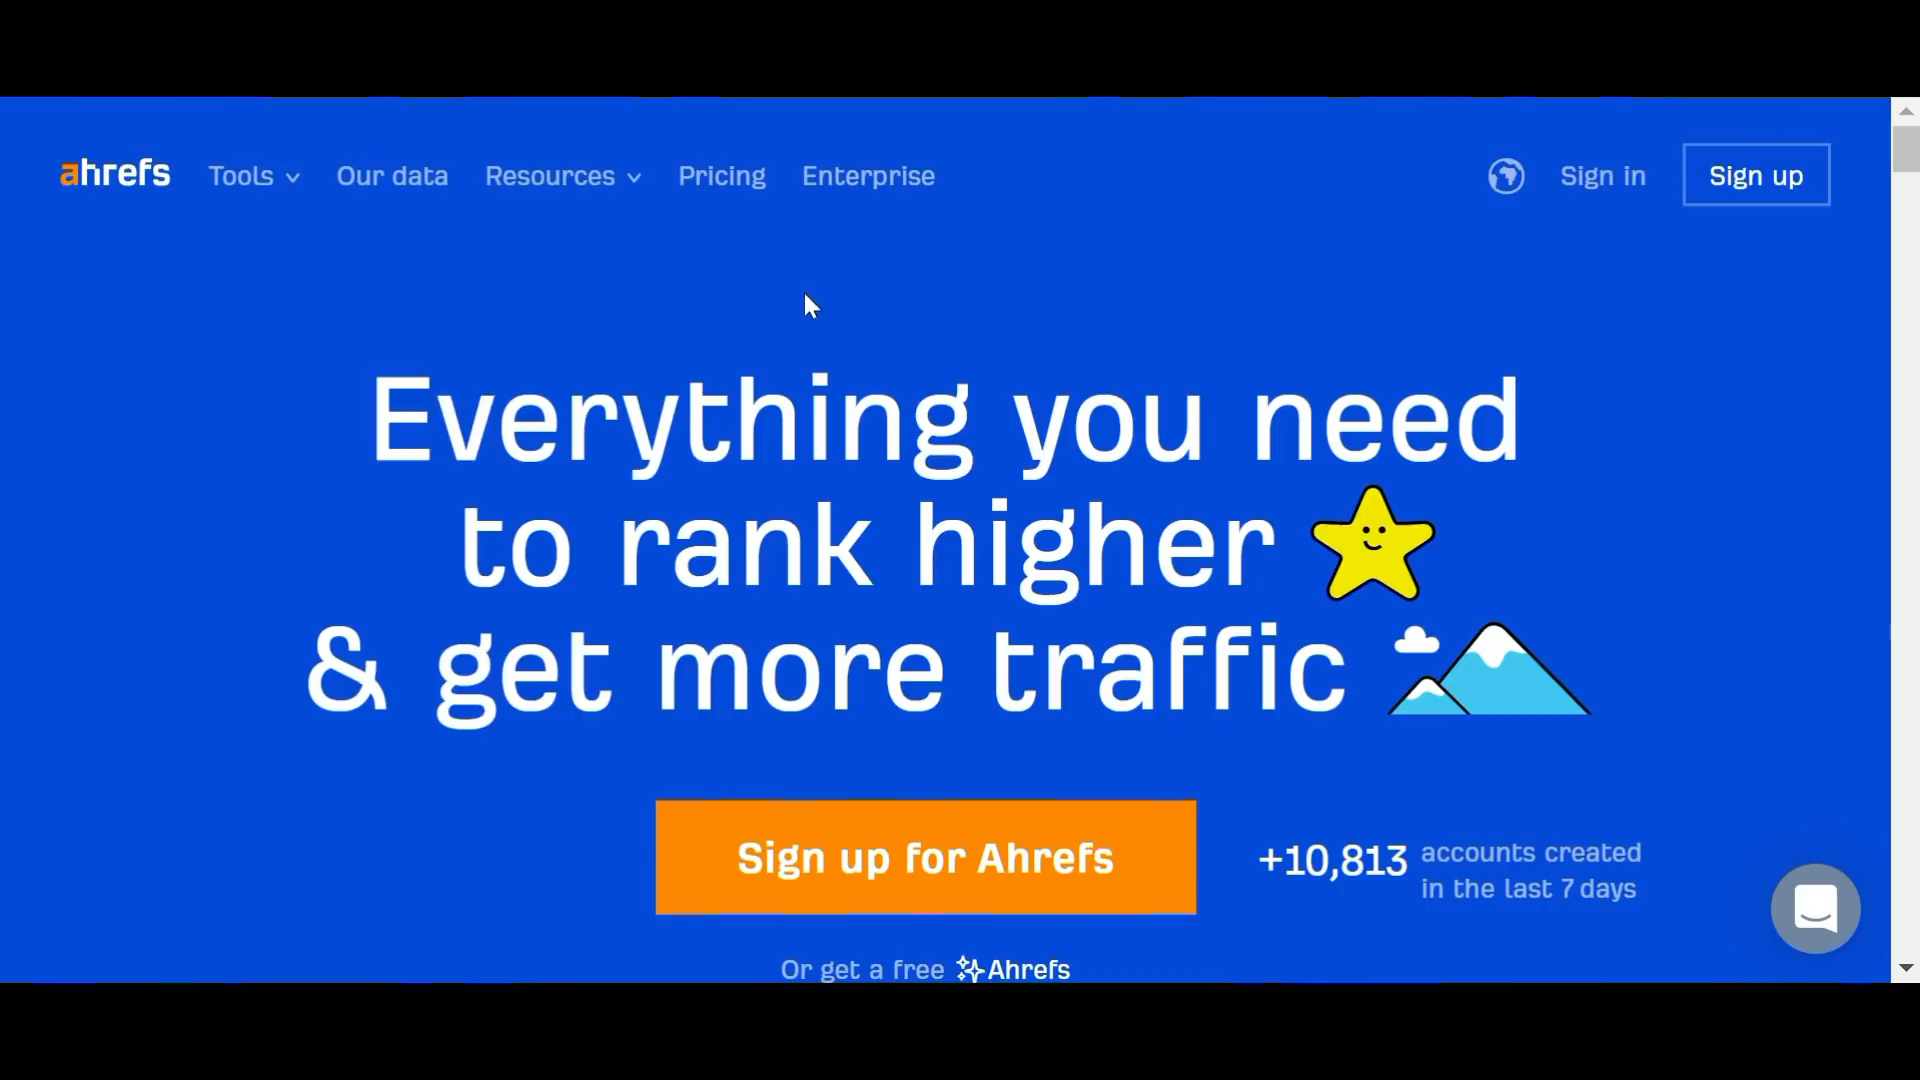 ahrefs Tools Our data Resources Pricing Enterprise Sign in Sign up
Everything you need
to rank higher
& get more traffic
Sign up for Ahrefs
+10,813 accounts created
in the last 7 days
Or get a free Ahrefs